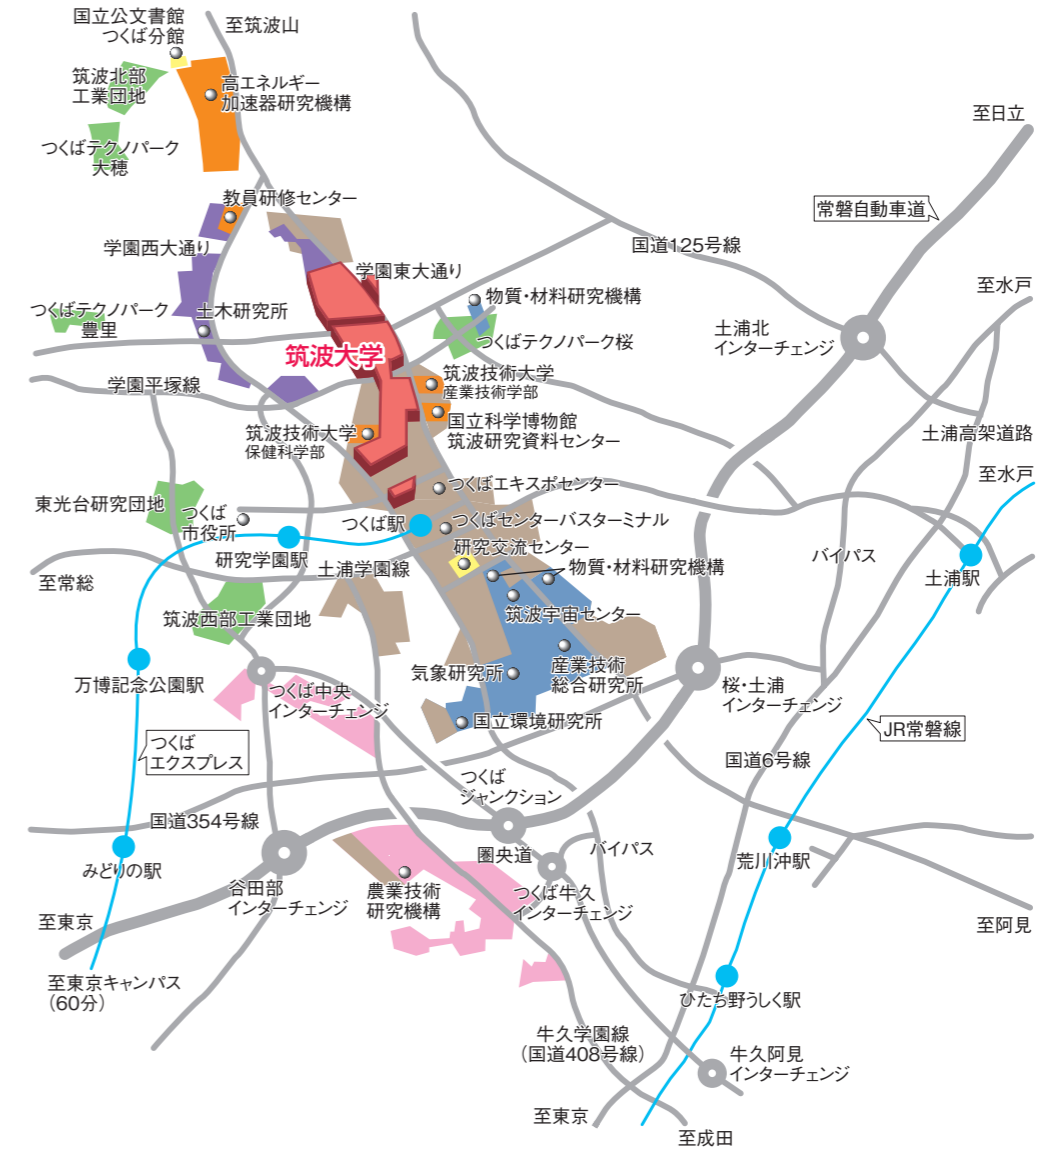 国立公文書館
つくば分館
至筑波山
筑波北部
工業団地
高エネルギー
加速器研究機構
至日立
つくばテクノパーク
大穂
教員研修センター
常磐自動車道
学園西大通り
国道125号線
学園東大通り
至水戸
物質・材料研究機構
つくばテクノパーク
豊里
土木研究所
土浦北
インターチェンジ
つくばテクノパーク桜
筑波大学
筑波技術大学
産業技術学部
学園平塚線
国立科学博物館
筑波研究資料センター
筑波技術大学
保健科学部
土浦高架道路
至水戸
つくばエキスポセンター
東光台研究団地
つくば
市役所
つくば駅
つくばセンターバスターミナル
研究学園駅
研究交流センター
バイパス
土浦学園線
物質・材料研究機構
至常総
土浦駅
筑波西部工業団地
筑波宇宙センター
気象研究所
産業技術
総合研究所
万博記念公園駅
つくば中央
インターチェンジ
桜・土浦
インターチェンジ
国立環境研究所
JR常磐線
つくば
エクスプレス
国道6号線
つくば
ジャンクション
国道354号線
圏央道
バイパス
荒川沖駅
みどりの駅
谷田部
インターチェンジ
農業技術
研究機構
つくば牛久
インターチェンジ
至東京
至阿見
至東京キャンパス
（60分）
ひたち野うしく駅
牛久学園線
（国道408号線）
牛久阿見
インターチェンジ
至東京
至成田